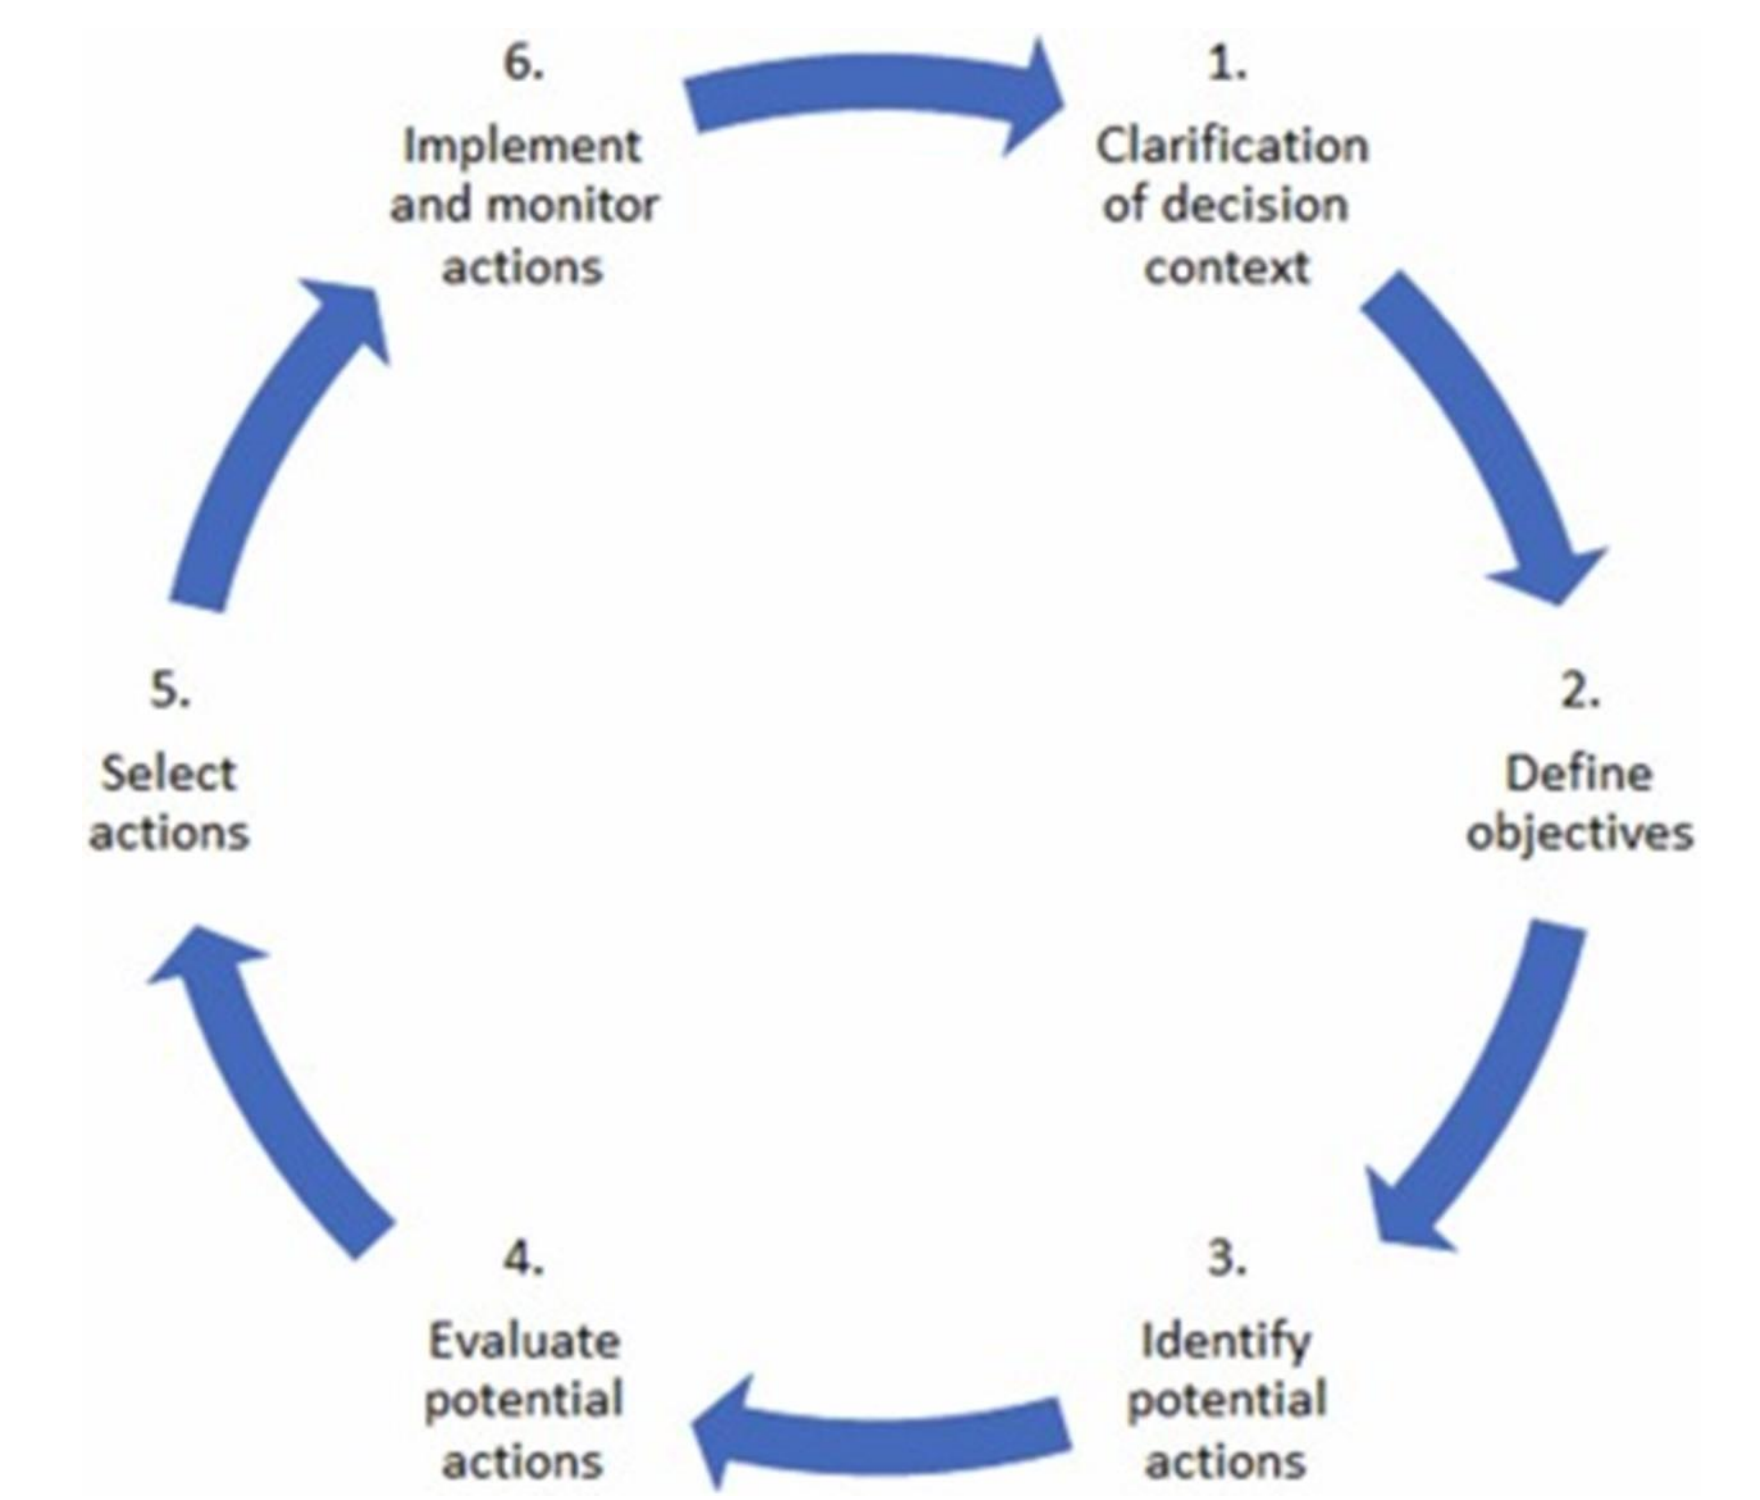 1.
Clarification
of decision
context
2.
Define
objectives
3.
Identify
potential
actions
4.
Evaluate
potential
actions
5.
Select
actions
6.
Implement
and monitor
actions